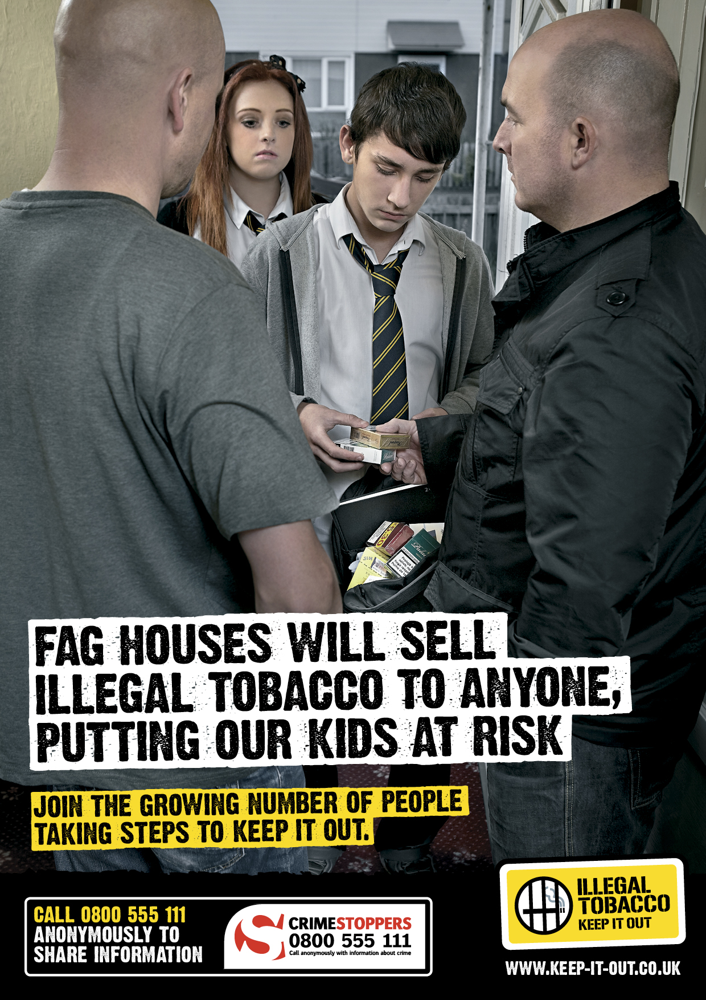 FAG HOUSES WILL SELL
ILLEGAL TOBACCO TO ANYONE,
PUTTING OUR KIDS AT RISK
JOIN THE GROWING NUMBER OF PEOPLE
TAKING STEPS TO KEEP IT OUT.
CALL 0800 555 111
ANONYMOUSLY TO
SHARE INFORMATION
CRIMESTOPPERS
0800 555 111
Call anonymously with information about crime
ILLEGAL
TOBACCO
KEEP IT OUT
WWW.KEEP-IT-OUT.CO.UK